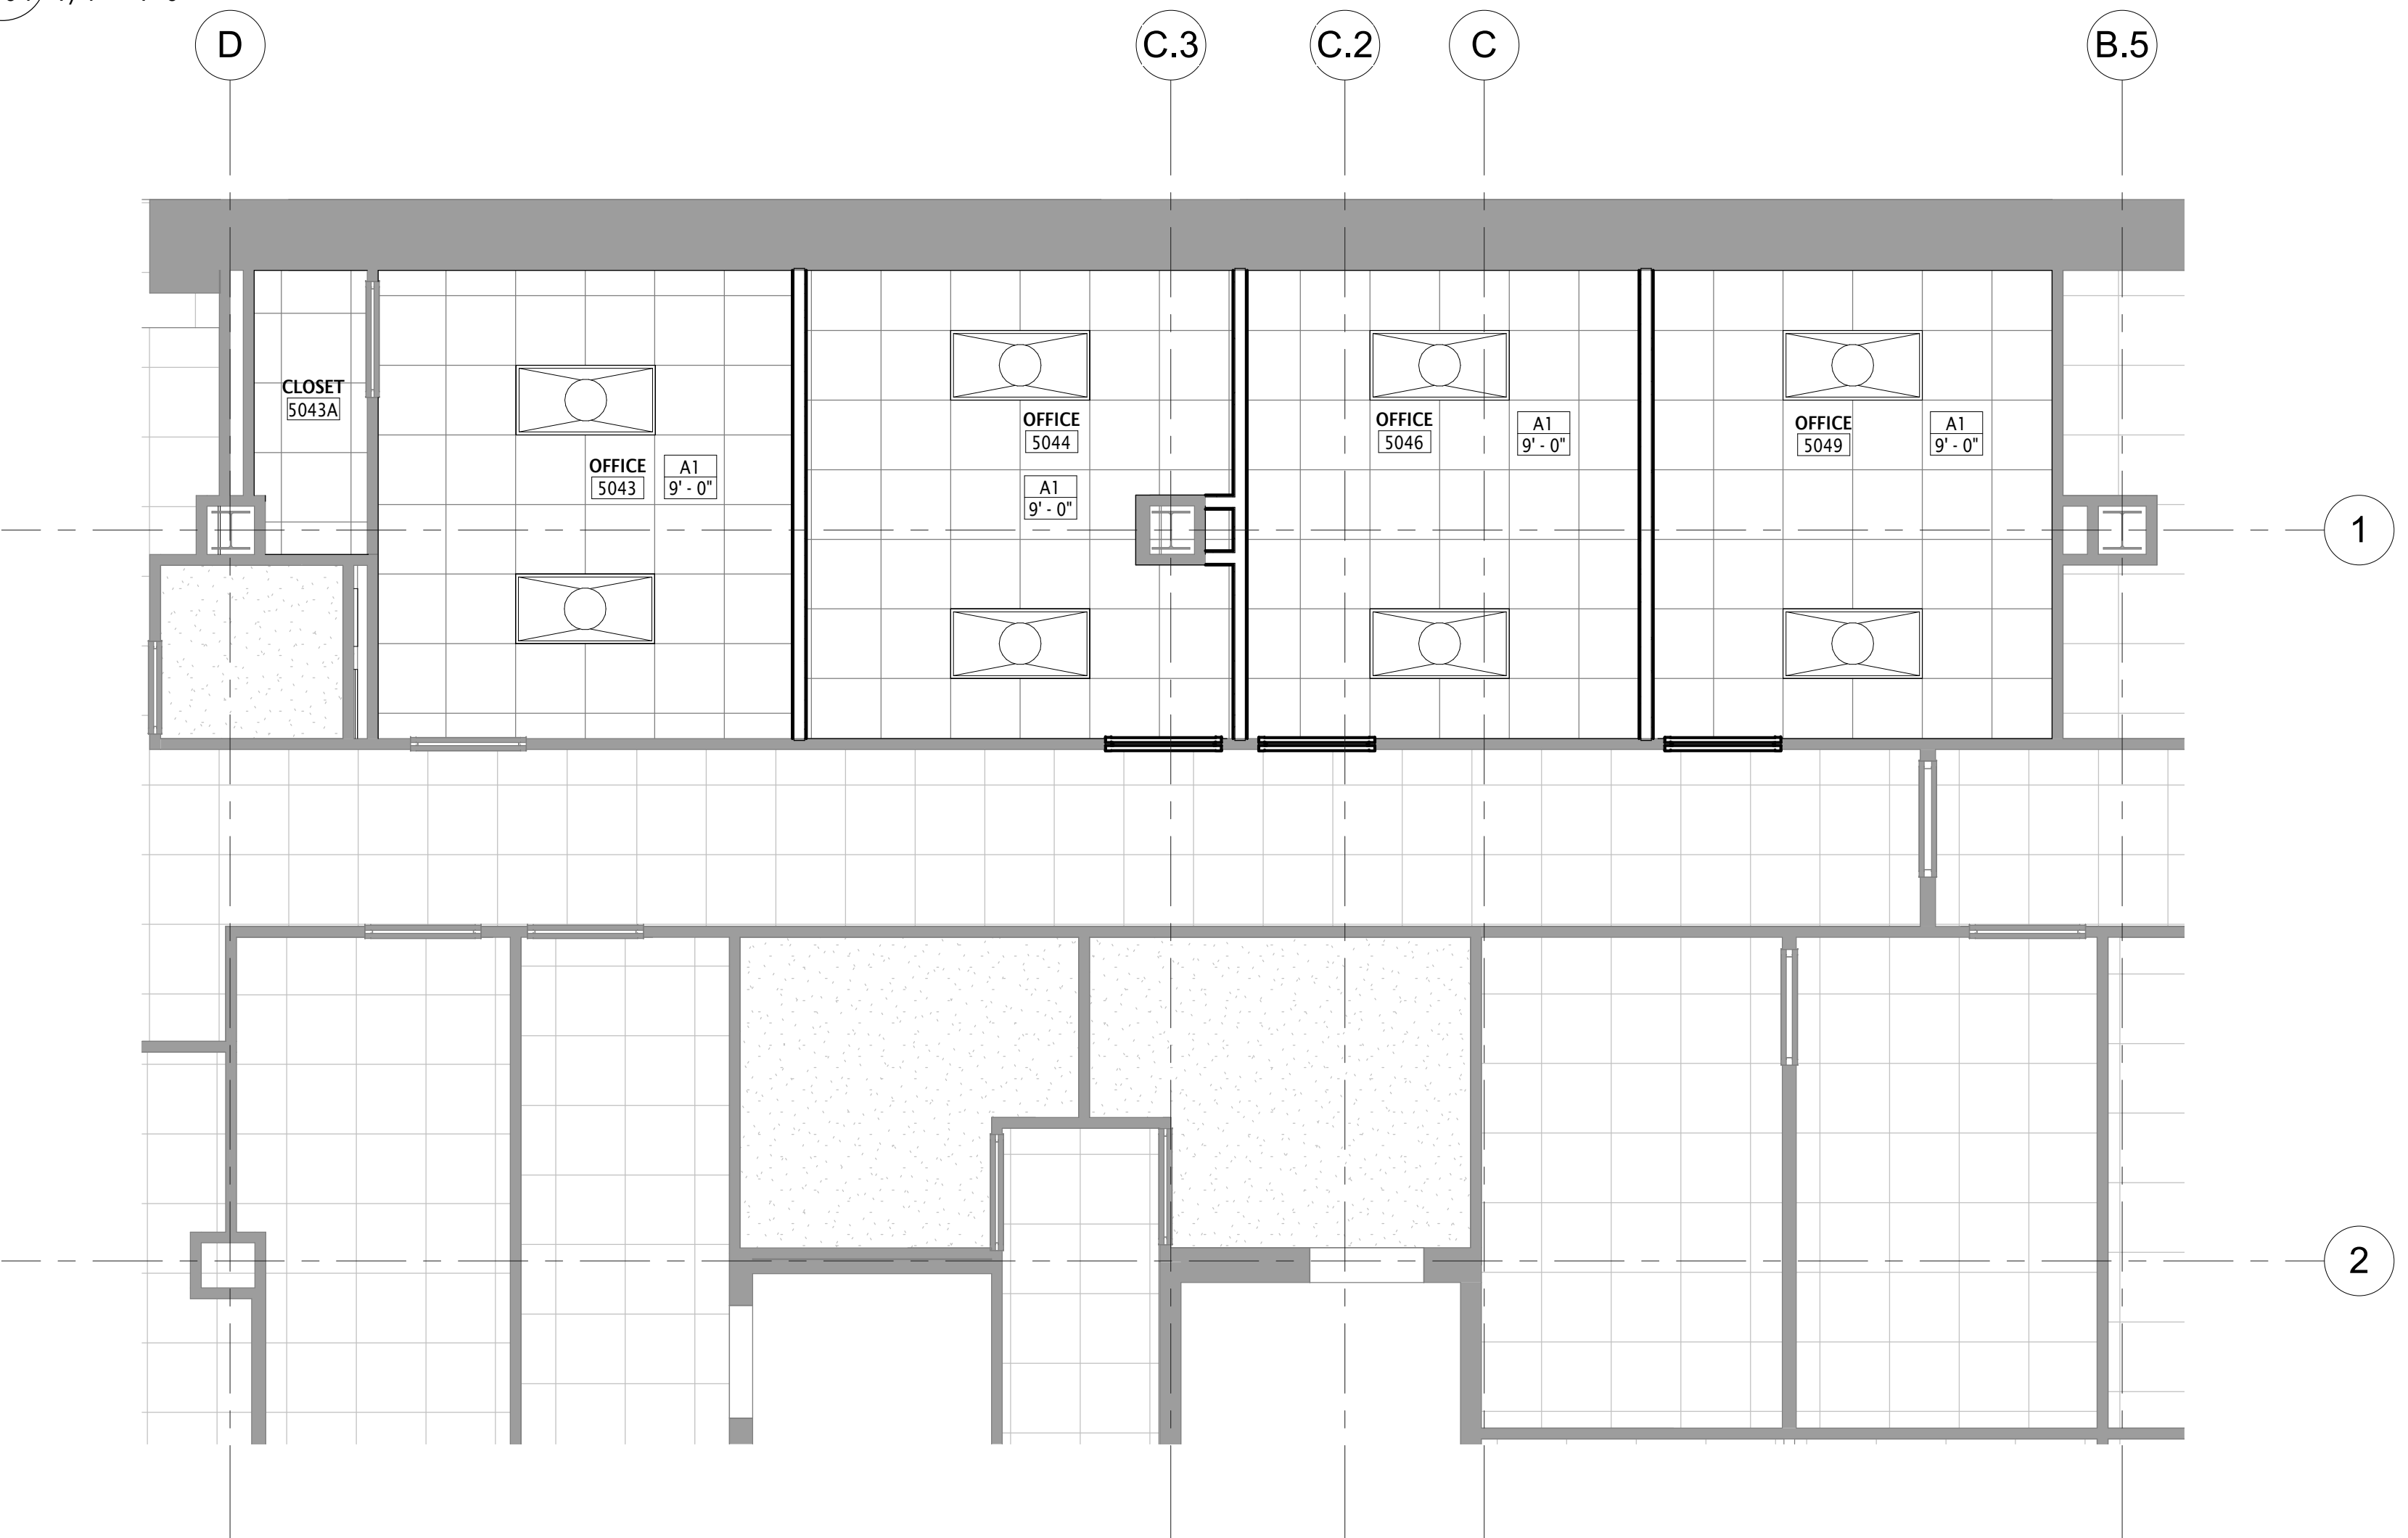 D
C.3
C.2
C
B.5
CLOSET
5043A
OFFICE
5043
A1
9' - 0"
OFFICE
5044
A1
9' - 0"
OFFICE
5046
A1
9' - 0"
OFFICE
5049
A1
9' - 0"
1
2